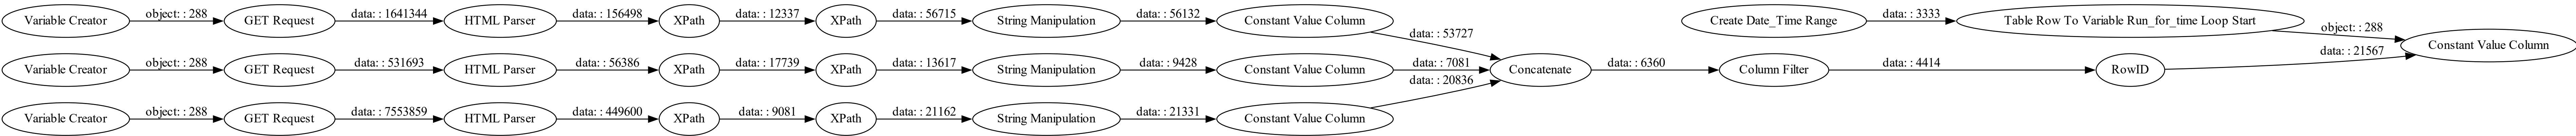 Variable Creator
object: : 288
GET Request
data: : 1641344
HTML Parser
data: : 156498
XPath
data: : 12337
XPath
data: : 56715
String Manipulation
data: : 56132
Constant Value Column
data: : 53727
Create Date_Time Range
data: : 3333
Table Row To Variable Run_for_time Loop Start
object: : 288
Constant Value Column
Variable Creator
object: : 288
GET Request
data: : 531693
HTML Parser
data: : 56386
XPath
data: : 17739
XPath
data: : 13617
String Manipulation
data: : 9428
Constant Value Column
data: : 7081
Concatenate
data: : 6360
Column Filter
data: : 4414
RowID
data: : 21567
Variable Creator
object: : 288
GET Request
data: : 7553859
HTML Parser
data: : 449600
XPath
data: : 9081
XPath
data: : 21162
String Manipulation
data: : 21331
Constant Value Column
data: : 20836